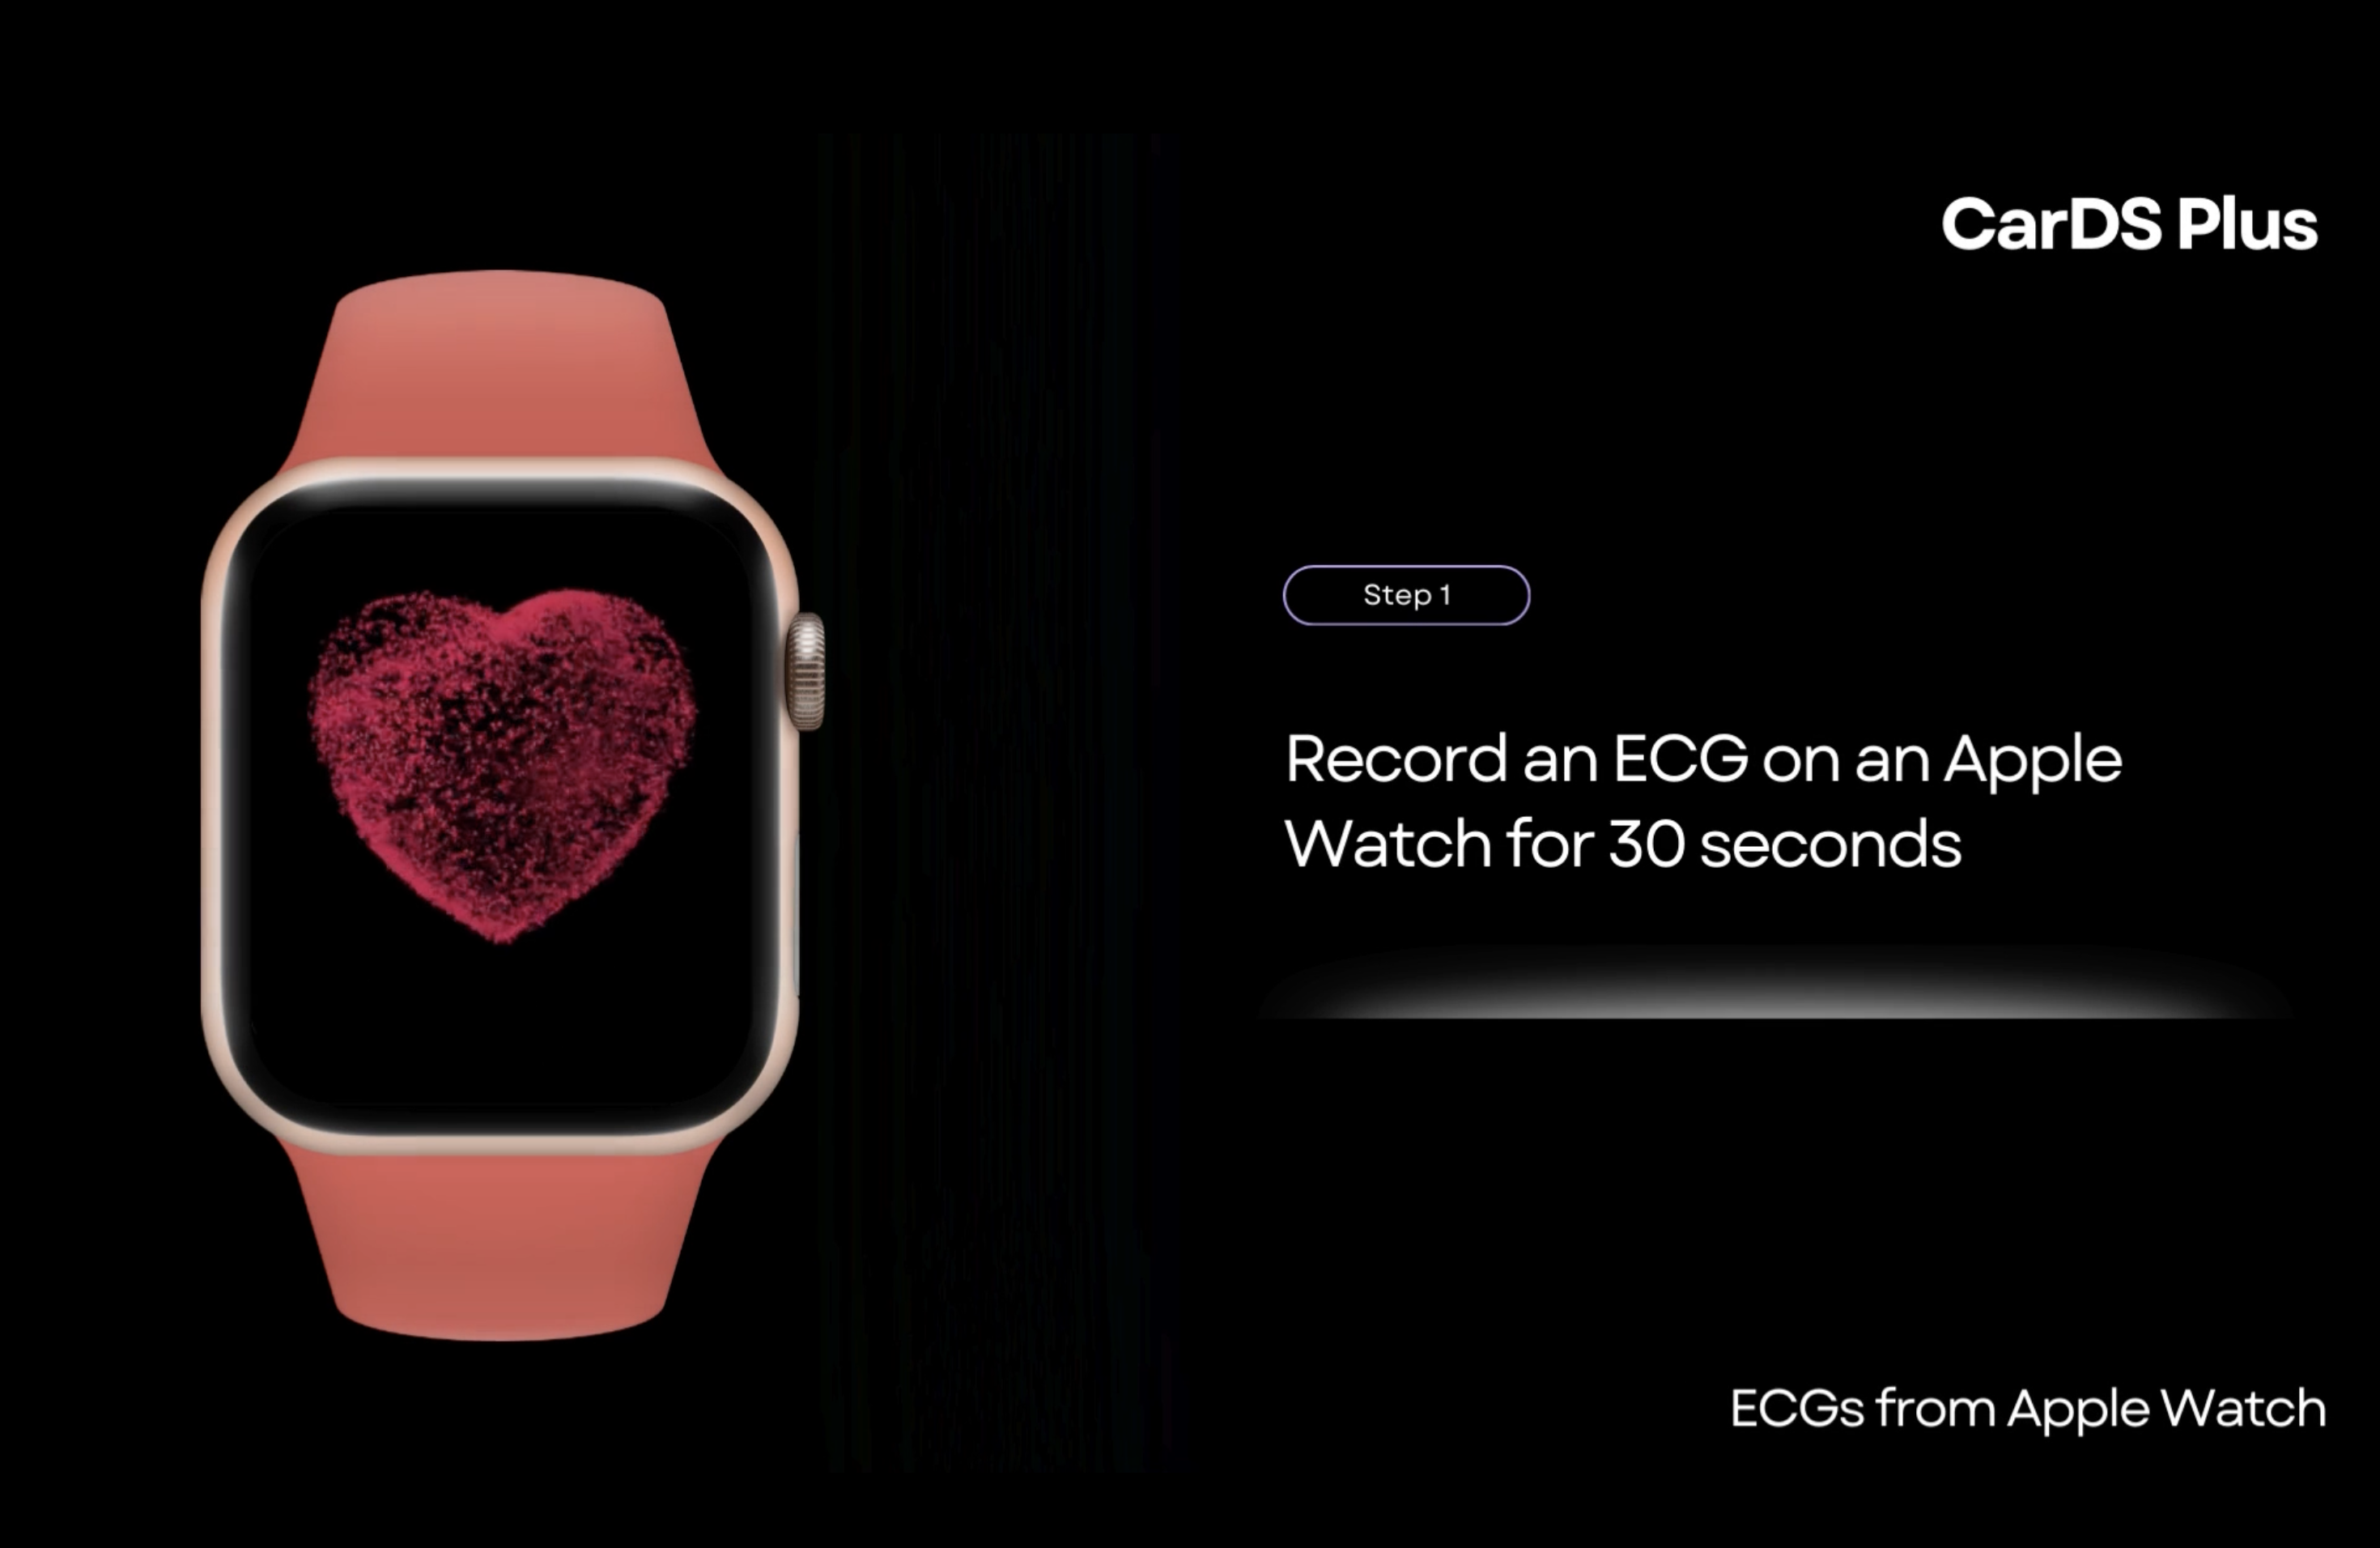 CarDS Plus
Step 1
Record an ECG on an Apple
Watch for 30 seconds
ECGs from Apple Watch